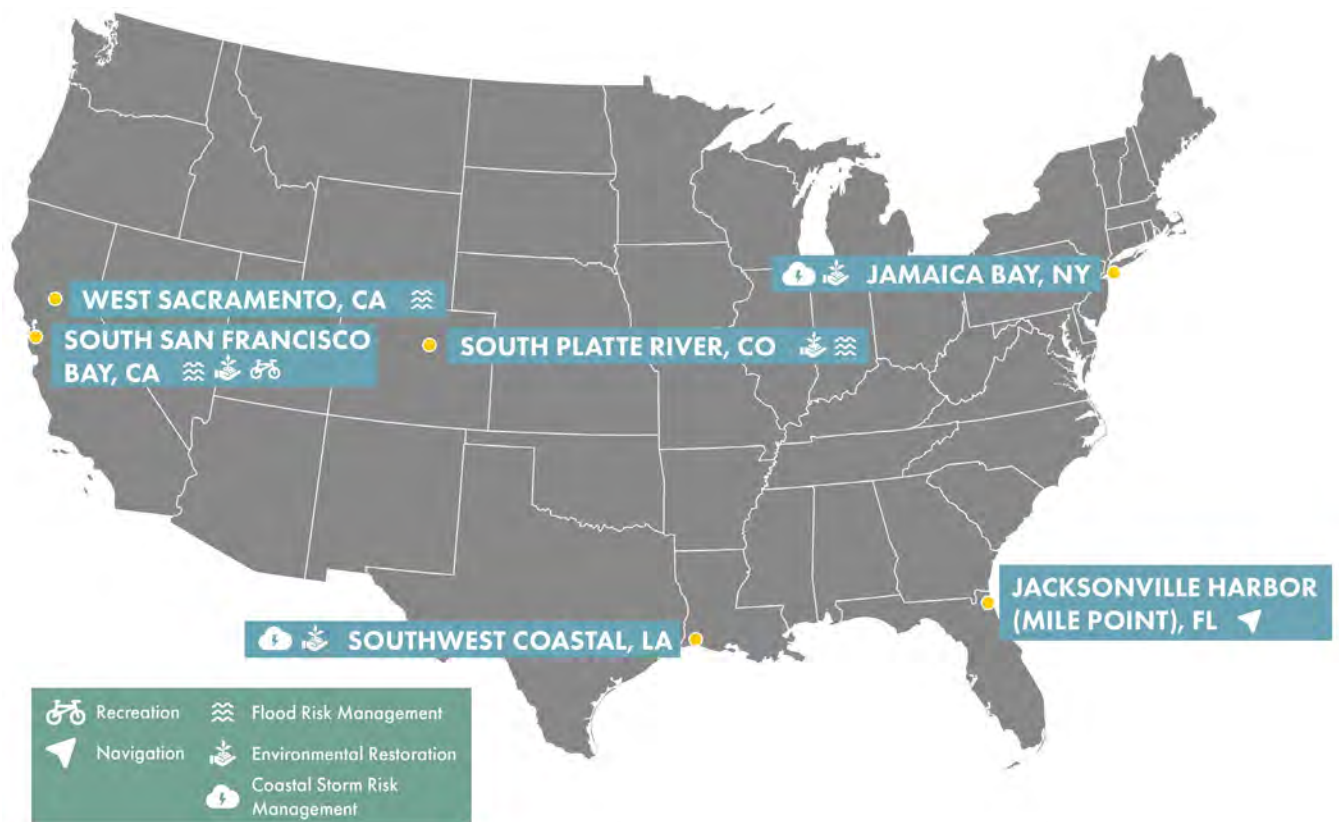 JAMAICA BAY, NY
WEST SACRAMENTO, CA
SOUTH SAN FRANCISCO
BAY, CA
SOUTH PLATTE RIVER, CO
JACKSONVILLE HARBOR
(MILE POINT), FL
SOUTHWEST COASTAL, LA
Recreation
Flood Risk Management
Navigation
Environmental Restoration
Coastal Storm Risk
Management